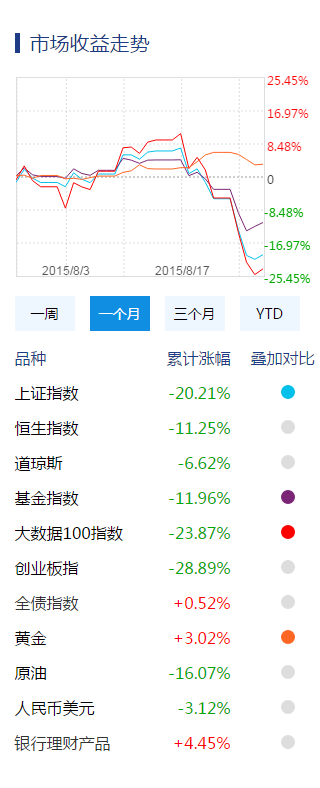 市场收益走势
25.45%
16.97%
8.48%
0
-8.48%
-16.97%
-25.45%
2015/8/3 2015/8/17
一周 一个月 三个月 YTD
品种 累计涨幅 叠加对比
上证指数 -20.21%
恒生指数 -11.25%
道琼斯 -6.62%
基金指数 -11.96%
大数据100指数 -23.87%
创业板指 -28.89%
全债指数 +0.52%
黄金 +3.02%
原油 -16.07%
人民币美元 -3.12%
银行理财产品 +4.45%